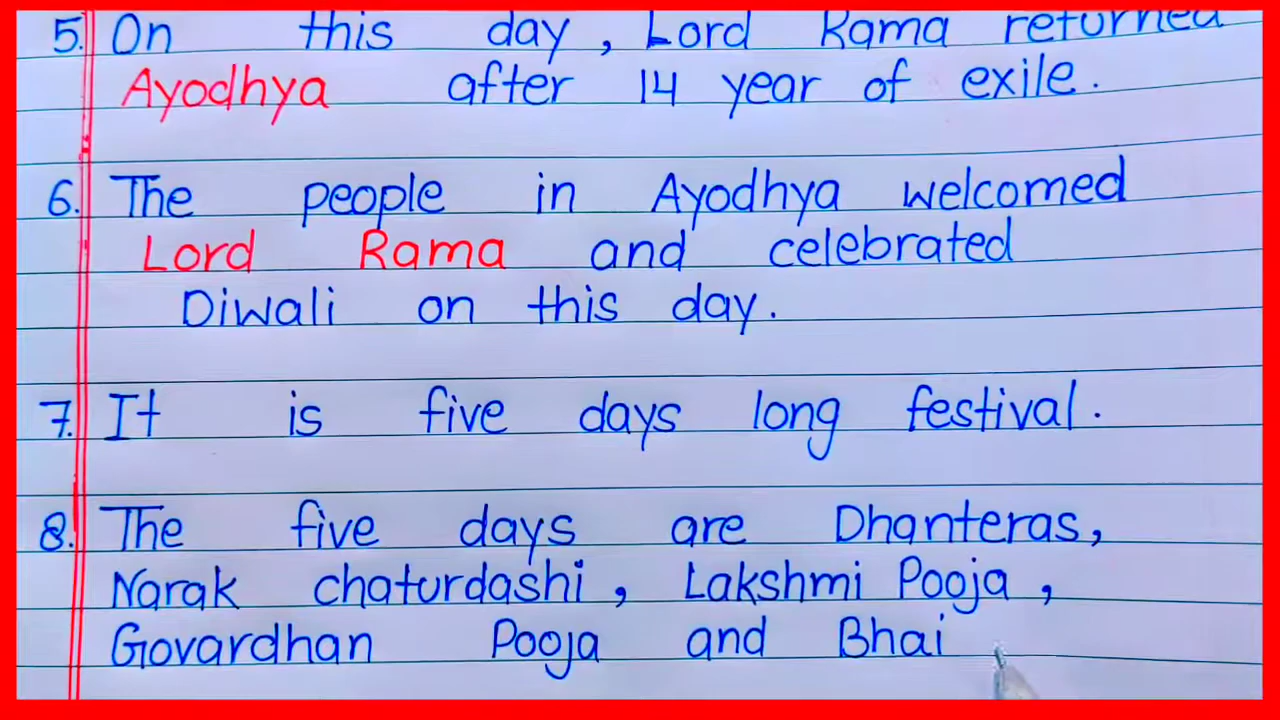 5. On this day, Lord Rama returned
Ayodhya after 14 year of exile.
6. The people in Ayodhya welcomed
Lord Rama and celebrated
Diwali on this day.
7. It is five days long festival.
8. The five days are Dhanteras,
Narak chaturdashi, Lakshmi Pooja,
Govardhan Pooja and Bhai